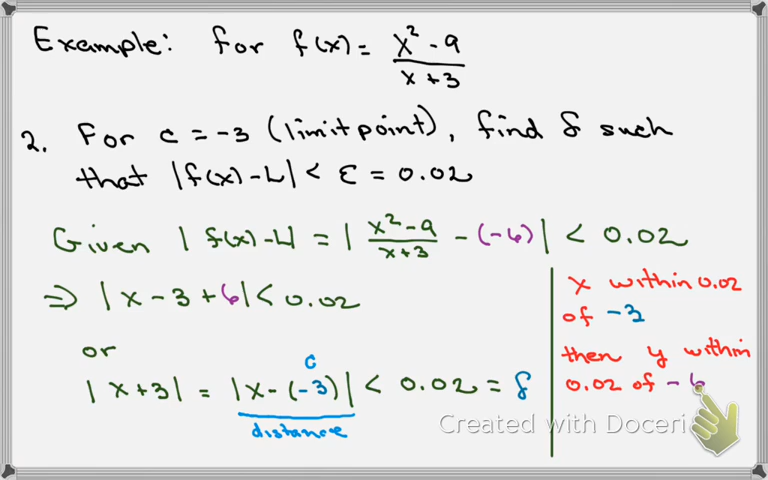 Example: For f(x) = x² - 9 / x + 3
2. For c = -3 (limit point), find δ such
that |f(x) - L| < ε = 0.02
Given | f(x) - L| = | x² - 9 / x + 3 - (-6) | < 0.02
⇒ | x - 3 + 6 | < 0.02
or
c
| x + 3 | = | x - (-3) | < 0.02 = δ
distance
x within 0.02
of -3
then y within
0.02 of -6
Created with Doceri